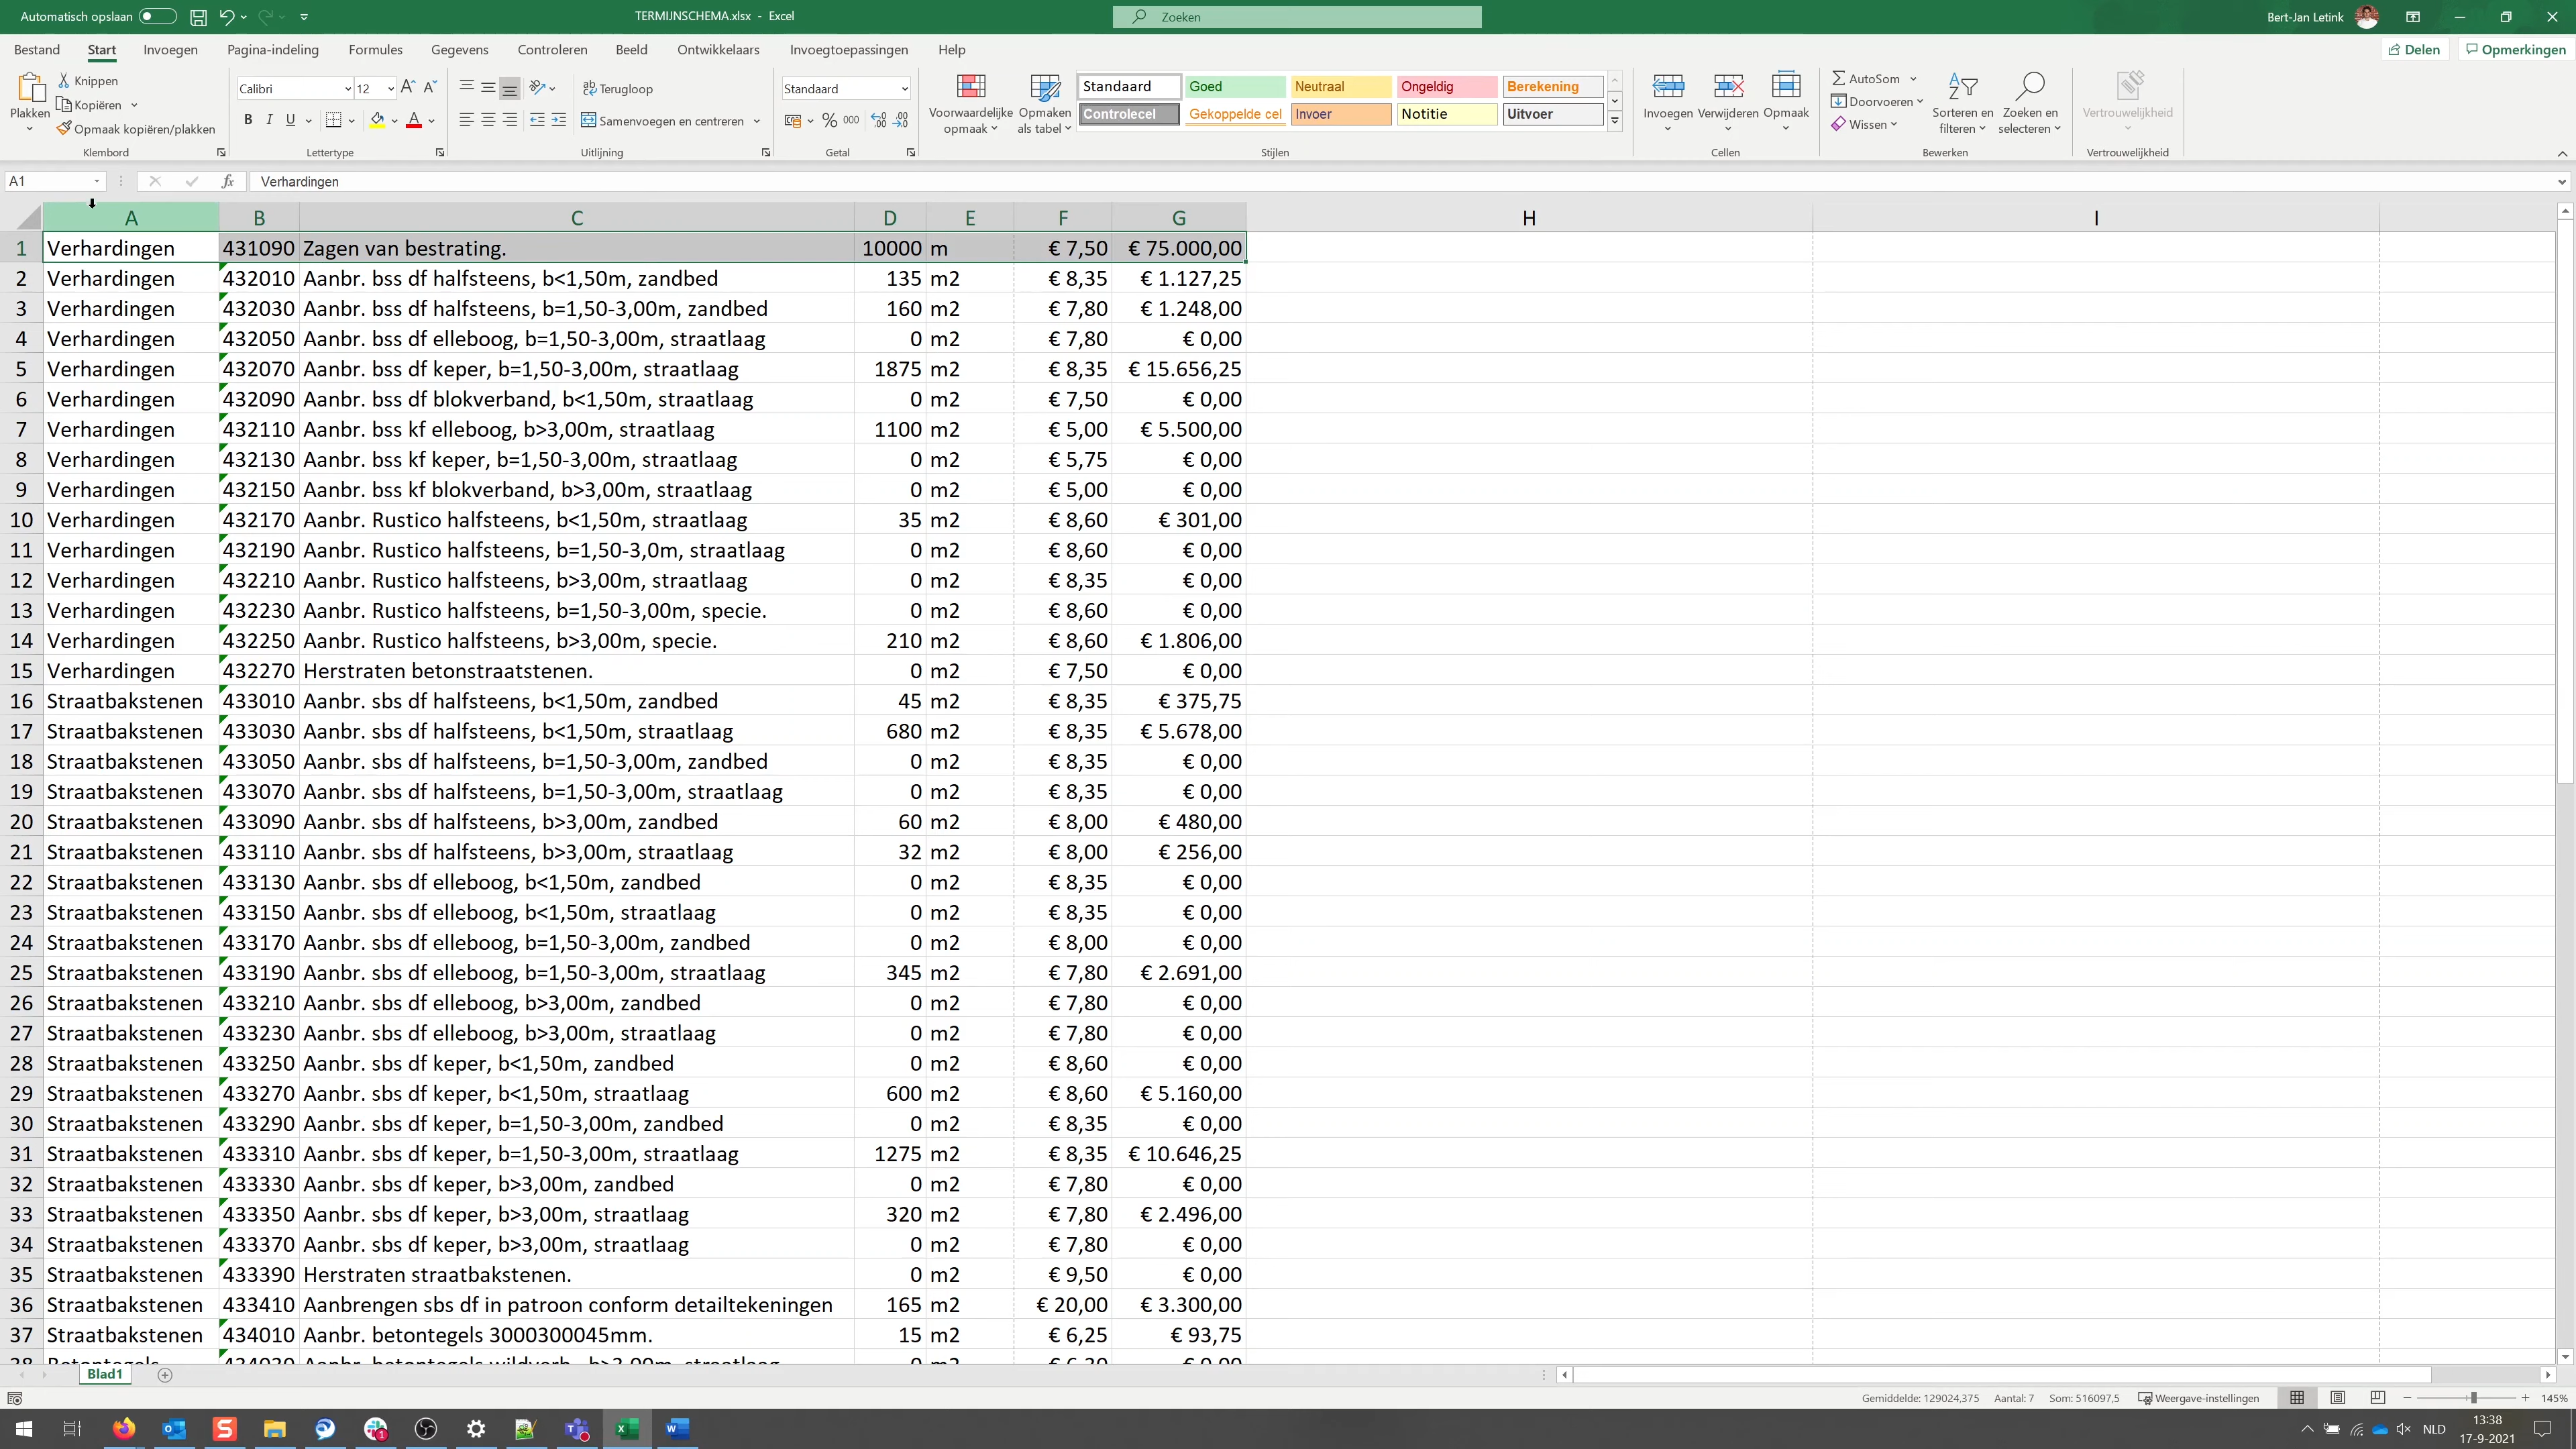 Automatisch opslaan
TERMIJNSCHEMA.xlsx - Excel
Zoeken
Bert-Jan Letink
Bestand Start Invoegen Pagina-indeling Formules Gegevens Controleren Beeld Ontwikkelaars Invoegtoepassingen Help
Delen Opmerkingen
Plakken
Knippen
Kopiëren
Opmaak kopiëren/plakken
Klembord
Calibri 12
B I U
Lettertype
Terugloop
Samenvoegen en centreren
Uitlijning
Standaard
% 000
Getal
Voorwaardelijke opmaak
Opmaken als tabel
Standaard Goed Neutraal Ongeldig Berekening
Controlecel Gekoppelde cel Invoer Notitie Uitvoer
Stijlen
Invoegen Verwijderen Opmaak
Cellen
AutoSom
Doorvoeren
Wissen
Sorteren en filteren
Zoeken en selecteren
Bewerken
Vertrouwelijkheid
Vertrouwelijkheid
A1 fx Verhardingen
A B C D E F G H I
1 Verhardingen 431090 Zagen van bestrating. 10000 m € 7,50 € 75.000,00
2 Verhardingen 432010 Aanbr. bss df halfsteens, b<1,50m, zandbed 135 m2 € 8,35 € 1.127,25
3 Verhardingen 432030 Aanbr. bss df halfsteens, b=1,50-3,00m, zandbed 160 m2 € 7,80 € 1.248,00
4 Verhardingen 432050 Aanbr. bss df elleboog, b=1,50-3,00m, straatlaag 0 m2 € 7,80 € 0,00
5 Verhardingen 432070 Aanbr. bss df keper, b=1,50-3,00m, straatlaag 1875 m2 € 8,35 € 15.656,25
6 Verhardingen 432090 Aanbr. bss df blokverband, b<1,50m, straatlaag 0 m2 € 7,50 € 0,00
7 Verhardingen 432110 Aanbr. bss kf elleboog, b>3,00m, straatlaag 1100 m2 € 5,00 € 5.500,00
8 Verhardingen 432130 Aanbr. bss kf keper, b=1,50-3,00m, straatlaag 0 m2 € 5,75 € 0,00
9 Verhardingen 432150 Aanbr. bss kf blokverband, b>3,00m, straatlaag 0 m2 € 5,00 € 0,00
10 Verhardingen 432170 Aanbr. Rustico halfsteens, b<1,50m, straatlaag 35 m2 € 8,60 € 301,00
11 Verhardingen 432190 Aanbr. Rustico halfsteens, b=1,50-3,0m, straatlaag 0 m2 € 8,60 € 0,00
12 Verhardingen 432210 Aanbr. Rustico halfsteens, b>3,00m, straatlaag 0 m2 € 8,35 € 0,00
13 Verhardingen 432230 Aanbr. Rustico halfsteens, b=1,50-3,00m, specie. 0 m2 € 8,60 € 0,00
14 Verhardingen 432250 Aanbr. Rustico halfsteens, b>3,00m, specie. 210 m2 € 8,60 € 1.806,00
15 Verhardingen 432270 Herstraten betonstraatstenen. 0 m2 € 7,50 € 0,00
16 Straatbakstenen 433010 Aanbr. sbs df halfsteens, b<1,50m, zandbed 45 m2 € 8,35 € 375,75
17 Straatbakstenen 433030 Aanbr. sbs df halfsteens, b<1,50m, straatlaag 680 m2 € 8,35 € 5.678,00
18 Straatbakstenen 433050 Aanbr. sbs df halfsteens, b=1,50-3,00m, zandbed 0 m2 € 8,35 € 0,00
19 Straatbakstenen 433070 Aanbr. sbs df halfsteens, b=1,50-3,00m, straatlaag 0 m2 € 8,35 € 0,00
20 Straatbakstenen 433090 Aanbr. sbs df halfsteens, b>3,00m, zandbed 60 m2 € 8,00 € 480,00
21 Straatbakstenen 433110 Aanbr. sbs df halfsteens, b>3,00m, straatlaag 32 m2 € 8,00 € 256,00
22 Straatbakstenen 433130 Aanbr. sbs df elleboog, b<1,50m, zandbed 0 m2 € 8,35 € 0,00
23 Straatbakstenen 433150 Aanbr. sbs df elleboog, b<1,50m, straatlaag 0 m2 € 8,35 € 0,00
24 Straatbakstenen 433170 Aanbr. sbs df elleboog, b=1,50-3,00m, zandbed 0 m2 € 8,00 € 0,00
25 Straatbakstenen 433190 Aanbr. sbs df elleboog, b=1,50-3,00m, straatlaag 345 m2 € 7,80 € 2.691,00
26 Straatbakstenen 433210 Aanbr. sbs df elleboog, b>3,00m, zandbed 0 m2 € 7,80 € 0,00
27 Straatbakstenen 433230 Aanbr. sbs df elleboog, b>3,00m, straatlaag 0 m2 € 7,80 € 0,00
28 Straatbakstenen 433250 Aanbr. sbs df keper, b<1,50m, zandbed 0 m2 € 8,60 € 0,00
29 Straatbakstenen 433270 Aanbr. sbs df keper, b<1,50m, straatlaag 600 m2 € 8,60 € 5.160,00
30 Straatbakstenen 433290 Aanbr. sbs df keper, b=1,50-3,00m, zandbed 0 m2 € 8,35 € 0,00
31 Straatbakstenen 433310 Aanbr. sbs df keper, b=1,50-3,00m, straatlaag 1275 m2 € 8,35 € 10.646,25
32 Straatbakstenen 433330 Aanbr. sbs df keper, b>3,00m, zandbed 0 m2 € 7,80 € 0,00
33 Straatbakstenen 433350 Aanbr. sbs df keper, b>3,00m, straatlaag 320 m2 € 7,80 € 2.496,00
34 Straatbakstenen 433370 Aanbr. sbs df keper, b>3,00m, straatlaag 0 m2 € 7,80 € 0,00
35 Straatbakstenen 433390 Herstraten straatbakstenen. 0 m2 € 9,50 € 0,00
36 Straatbakstenen 433410 Aanbrengen sbs df in patroon conform detailtekeningen 165 m2 € 20,00 € 3.300,00
37 Straatbakstenen 434010 Aanbr. betontegels 3000300045mm. 15 m2 € 6,25 € 93,75
Blad1
Gemiddelde: 129024,375 Aantal: 7 Som: 516097,5 Weergave-instellingen 145%
NLD
13:38
17-9-2021